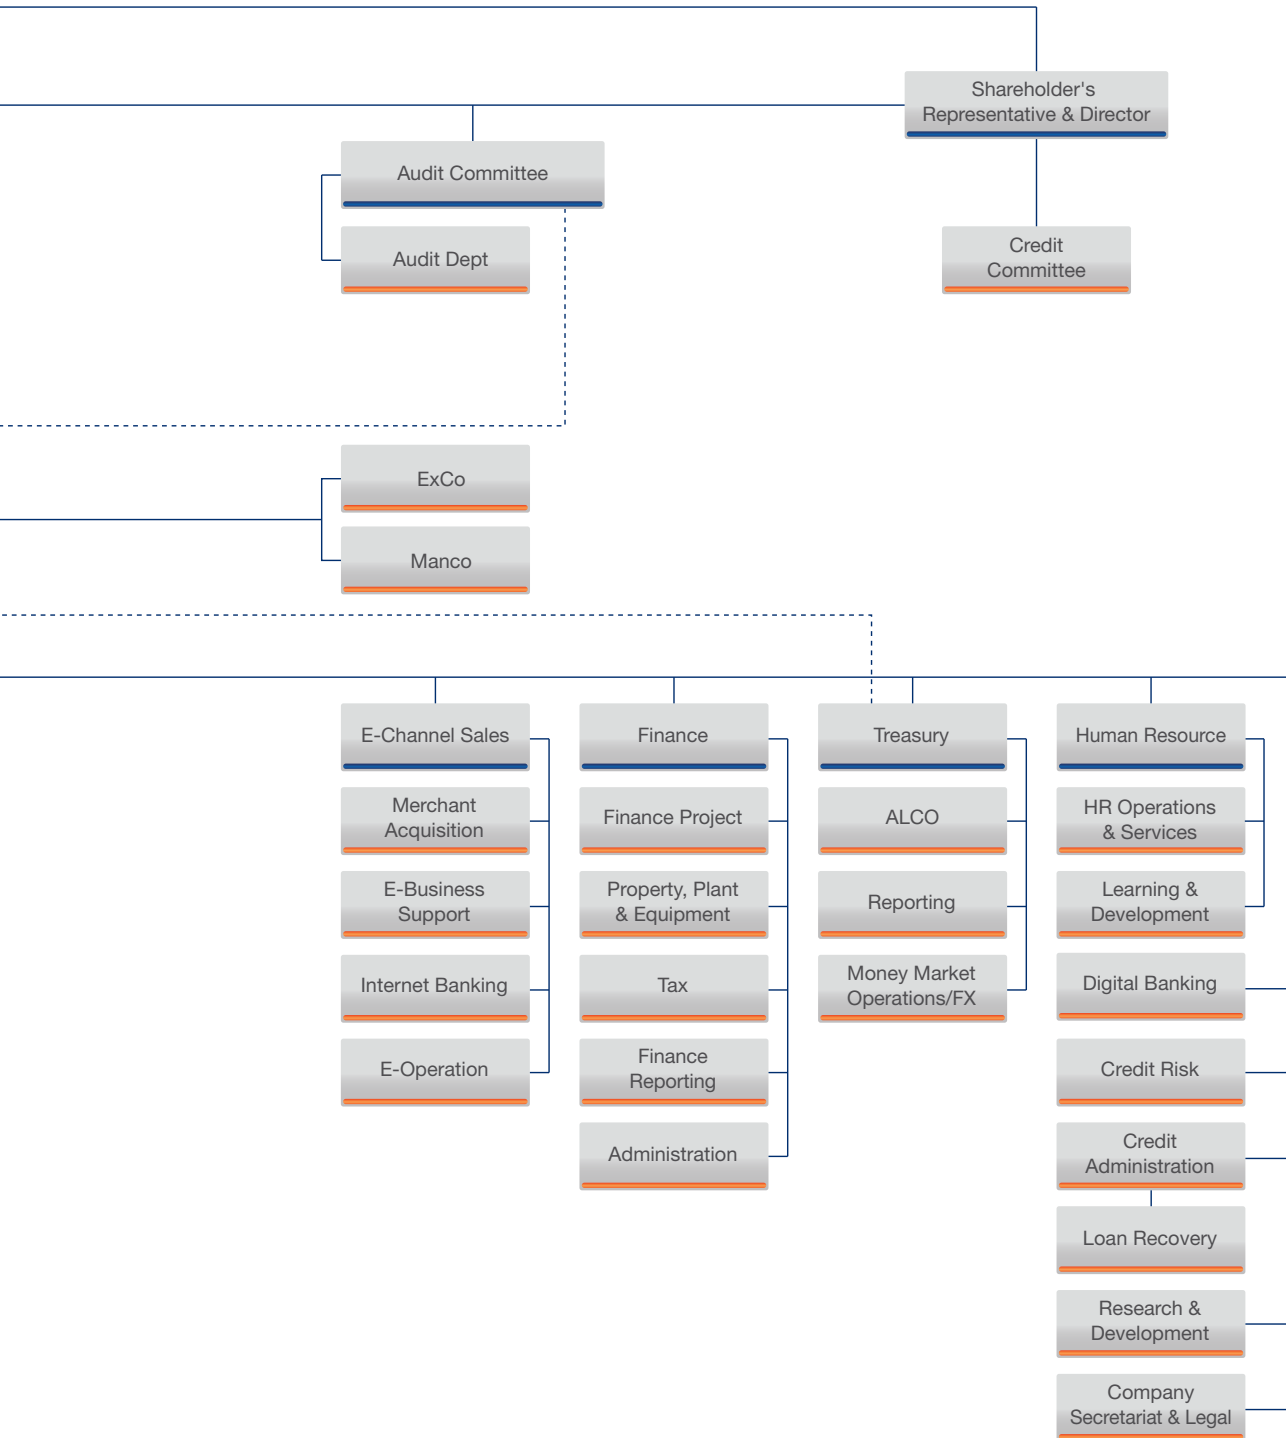 Shareholder's
Representative & Director
Audit Committee
Audit Dept
Credit
Committee
ExCo
Manco
E-Channel Sales
Merchant
Acquisition
E-Business
Support
Internet Banking
E-Operation
Finance
Finance Project
Property, Plant
& Equipment
Tax
Finance
Reporting
Administration
Treasury
ALCO
Reporting
Money Market
Operations/FX
Human Resource
HR Operations
& Services
Learning &
Development
Digital Banking
Credit Risk
Credit
Administration
Loan Recovery
Research &
Development
Company
Secretariat & Legal